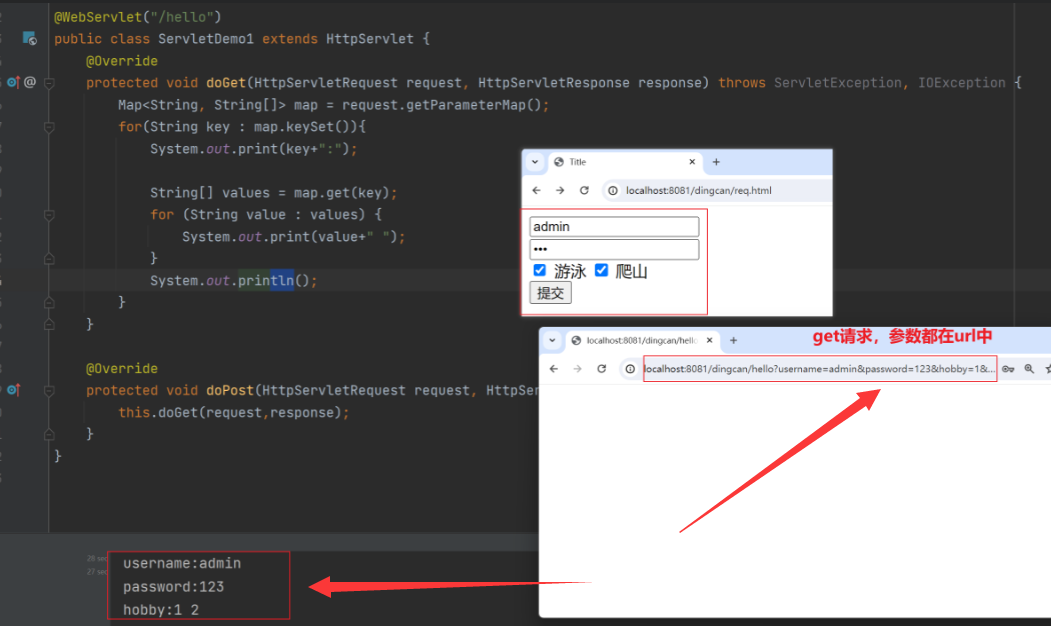 @WebServlet("/hello")
public class ServletDemo1 extends HttpServlet {
@Override
protected void doGet(HttpServletRequest request, HttpServletResponse response) throws ServletException, IOException {
Map<String, String[]> map = request.getParameterMap();
for(String key : map.keySet()){
System.out.print(key+":");
String[] values = map.get(key);
for (String value : values) {
System.out.print(value+" ");
}
System.out.println();
}
}
@Override
protected void doPost(HttpServletRequest request, HttpSer
this.doGet(request,response);
}
}
Title
localhost:8081/dingcan/req.html
admin
•••
游泳 爬山
提交
localhost:8081/dingcan/hello
get请求，参数都在url中
localhost:8081/dingcan/hello?username=admin&password=123&hobby=1&...
28 sec
27 sec
username:admin
password:123
hobby:1 2